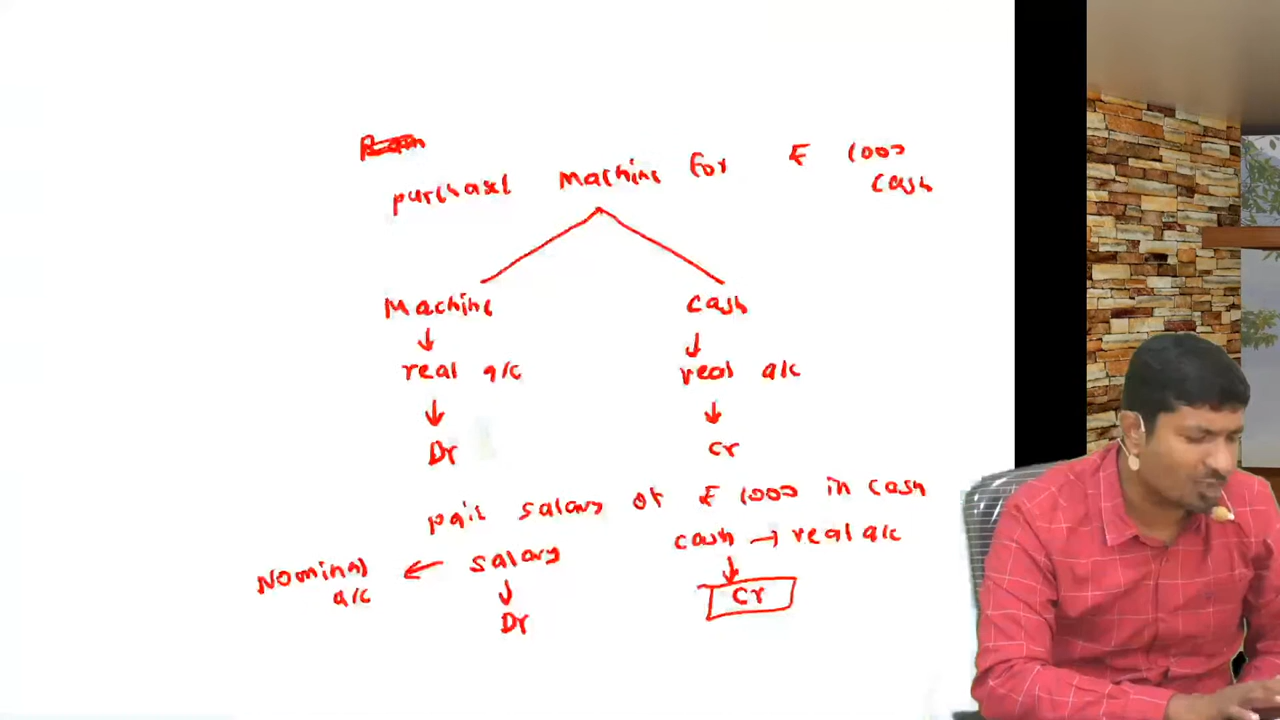 purchased Machine for £ 1000
cash
Machine cash
↓ ↓
real a/c real a/c
↓ ↓
Dr Cr
paid salary of £ 1000 in cash
cash → real a/c
Nominal ← salary
a/c
↓ ↓
Dr Cr